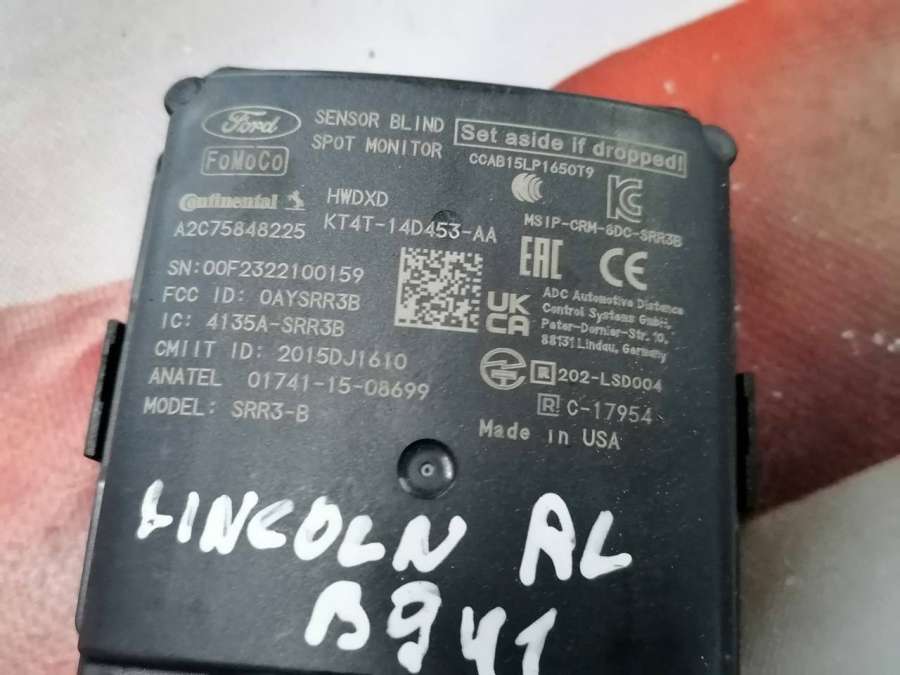 Ford
SENSOR BLIND
SPOT MONITOR
Set aside if dropped!
CCAB15LP1650T9
FoMoCo
Continental
HWDXD
A2C75848225
KT4T-14D453-AA
MSIP-CRM-6DC-SRR3B
EAC
CE
SN:00F2322100159
FCC ID: OAYSRR3B
IC: 4135A-SRR3B
CMIIT ID: 2015DJ1610
ANATEL 01741-15-08699
MODEL: SRR3-B
UK
CA
ADC Automotive Distance
Control Systems GmbH,
Peter-Dornier-Str. 10,
88131 Lindau, Germany
R 202-LSD004
R C-17954
Made in USA
LINCOLN AL
B941